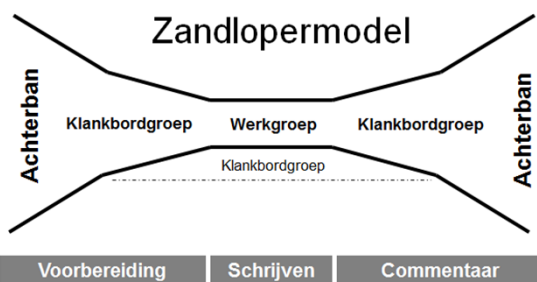 Zandlopermodel
Achterban
Klankbordgroep
Werkgroep
Klankbordgroep
Achterban
Klankbordgroep
Voorbereiding
Schrijven
Commentaar